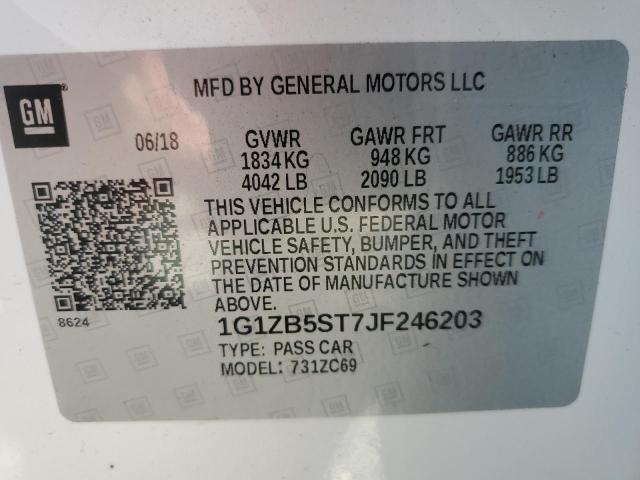 GM
MFD BY GENERAL MOTORS LLC
06/18 GVWR GAWR FRT GAWR RR
1834 KG 948 KG 886 KG
4042 LB 2090 LB 1953 LB
THIS VEHICLE CONFORMS TO ALL
APPLICABLE U.S. FEDERAL MOTOR
VEHICLE SAFETY, BUMPER, AND THEFT
PREVENTION STANDARDS IN EFFECT ON
THE DATE OF MANUFACTURE SHOWN
ABOVE.
8624
1G1ZB5ST7JF246203
TYPE: PASS CAR
MODEL: 731ZC69